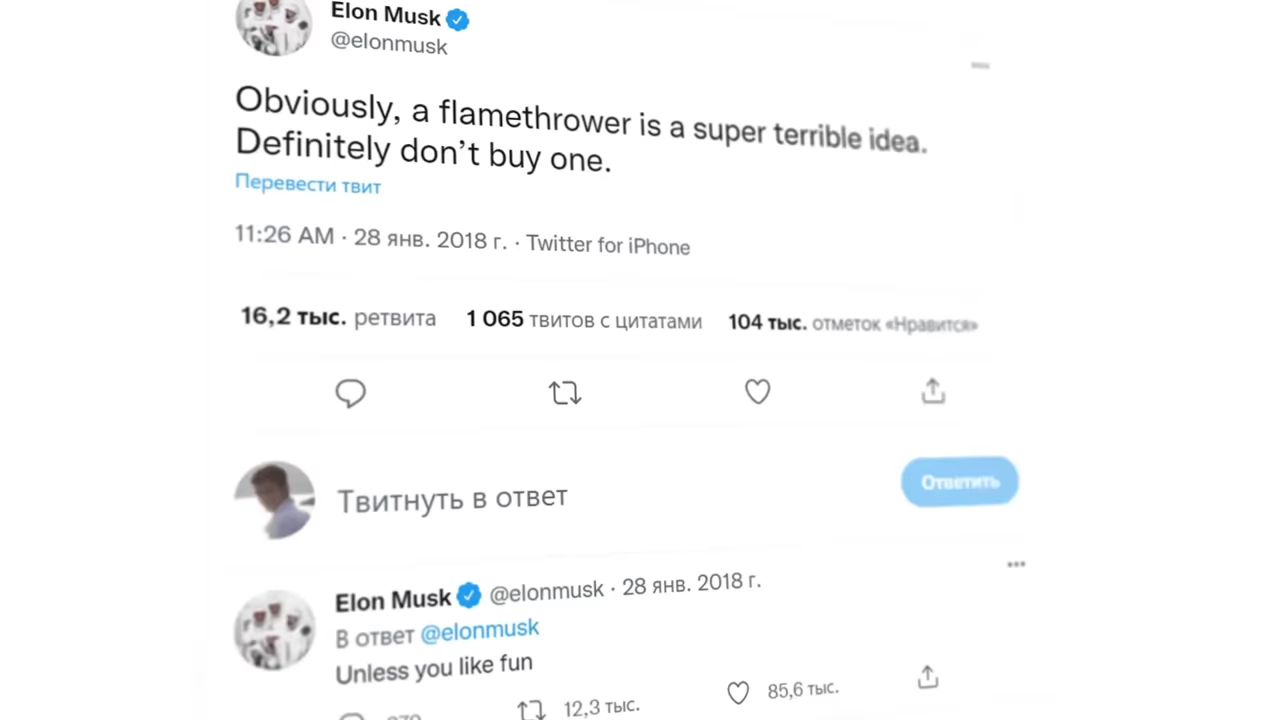 Elon Musk
@elonmusk
Obviously, a flamethrower is a super terrible idea.
Definitely don’t buy one.
Перевести твит
11:26 AM · 28 янв. 2018 г. · Twitter for iPhone
16,2 тыс. ретвита 1 065 твитов с цитатами 104 тыс. отметок «Нравится»
Твитнуть в ответ
Ответить
Elon Musk @elonmusk · 28 янв. 2018 г.
В ответ @elonmusk
Unless you like fun
12,3 тыс. 85,6 тыс.